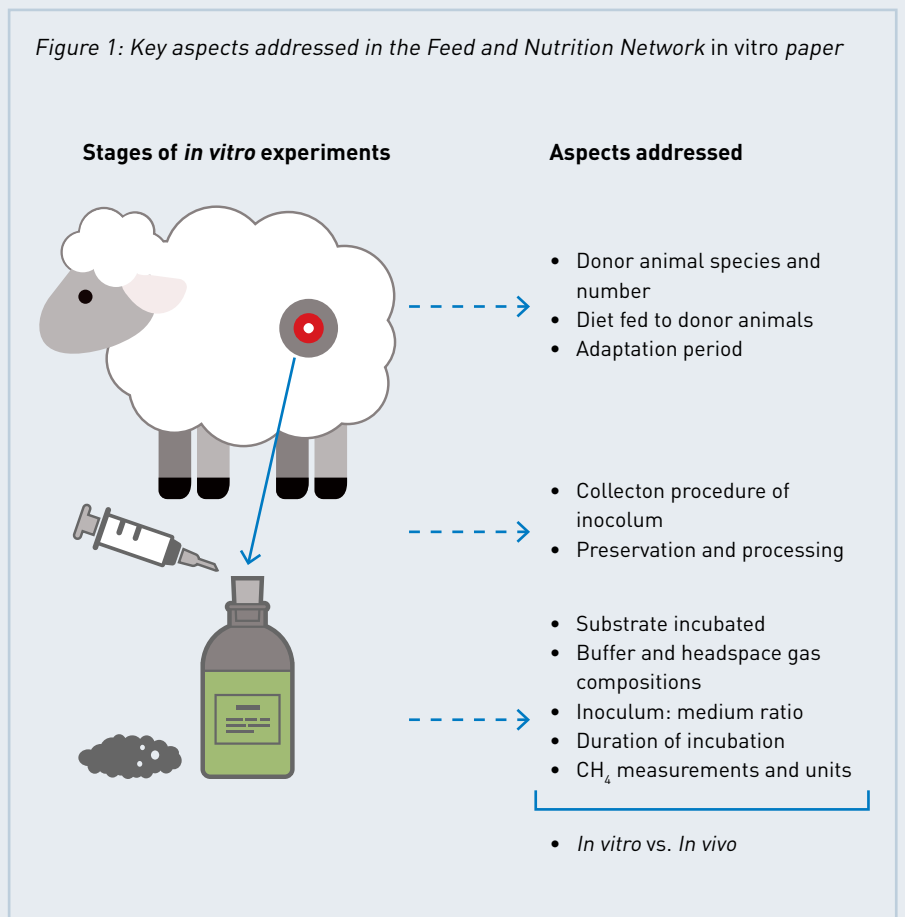 Figure 1: Key aspects addressed in the Feed and Nutrition Network in vitro paper
Stages of in vitro experiments
Aspects addressed
• Donor animal species and
number
• Diet fed to donor animals
• Adaptation period
• Collecton procedure of
inocolum
• Preservation and processing
• Substrate incubated
• Buffer and headspace gas
compositions
• Inoculum: medium ratio
• Duration of incubation
• CH₄ measurements and units
• In vitro vs. In vivo